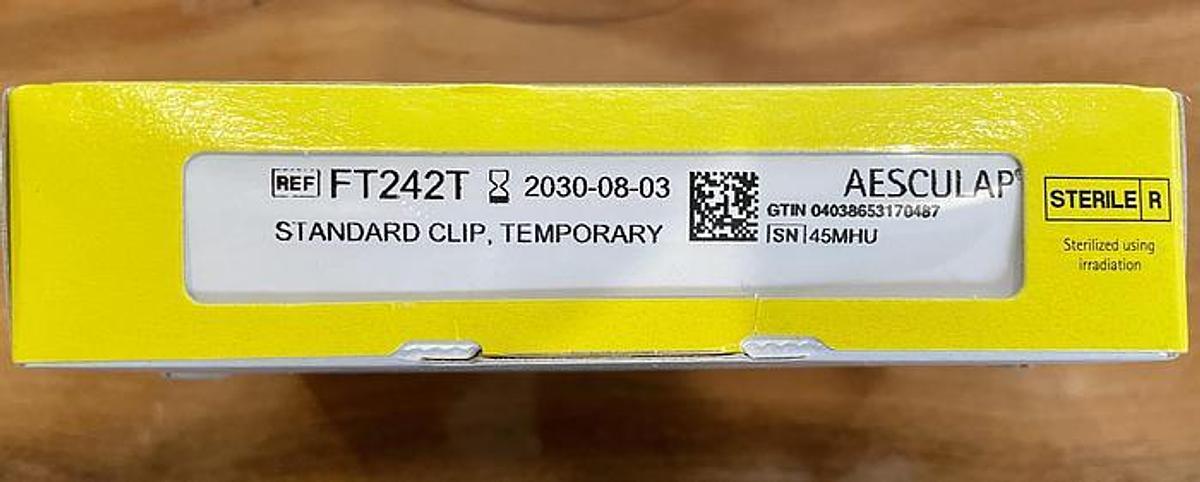 REF FT242T 2030-08-03
STANDARD CLIP, TEMPORARY
AESCULAP®
GTIN 04038653170487
SN 45MHU
STERILE R
Sterilized using
irradiation